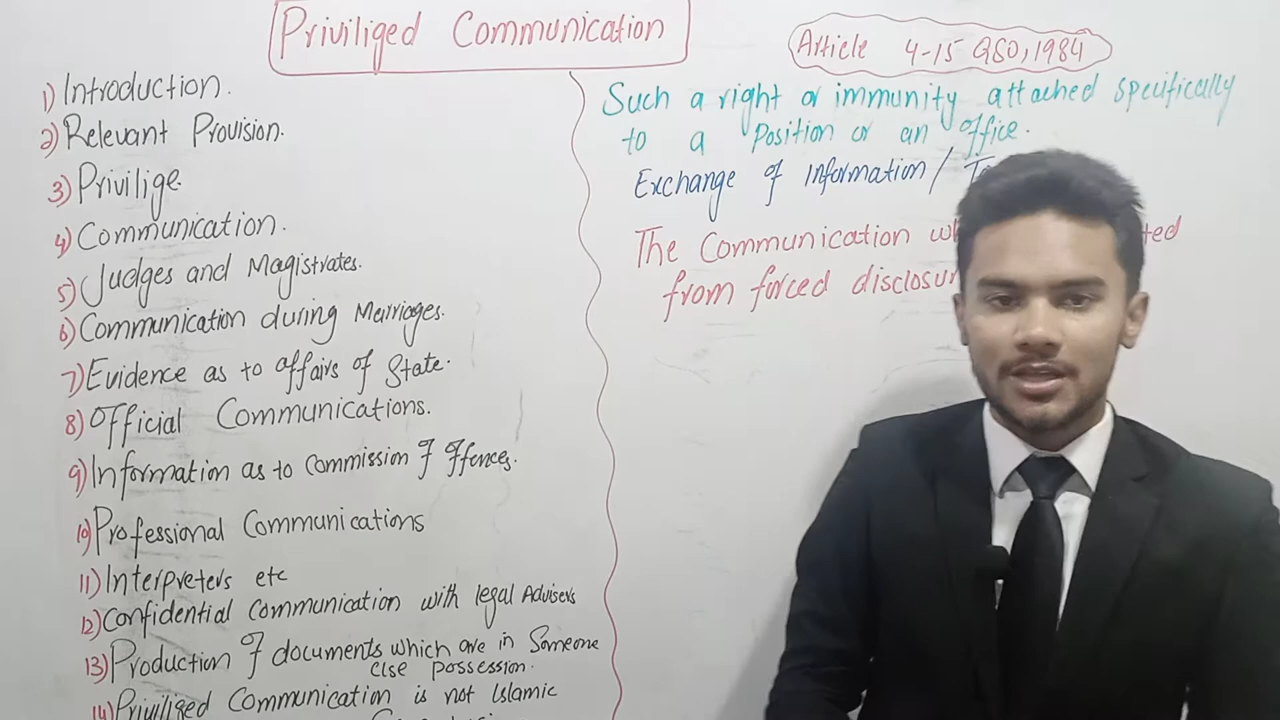 Priviliged Communication
Article 4-15 QSO, 1984
1) Introduction.
2) Relevant Provision.
3) Privilige.
4) Communication.
5) Judges and Magistrates.
6) Communication during Marriages.
7) Evidence as to affairs of State.
8) Official Communications.
9) Information as to Commission of offences.
10) Professional Communications
11) Interpreters etc
12) Confidential Communication with legal Advisers
13) Production of documents which are in Someone
else possession.
14) Priviliged Communication is not Islamic
Such a right or immunity attached specifically
to a Position or an office.
Exchange of Information /
The Communication
from forced